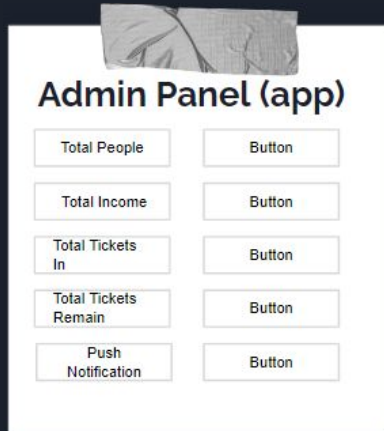 Admin Panel (app)
Total People
Button
Total Income
Button
Total Tickets
In
Button
Total Tickets
Remain
Button
Push
Notification
Button